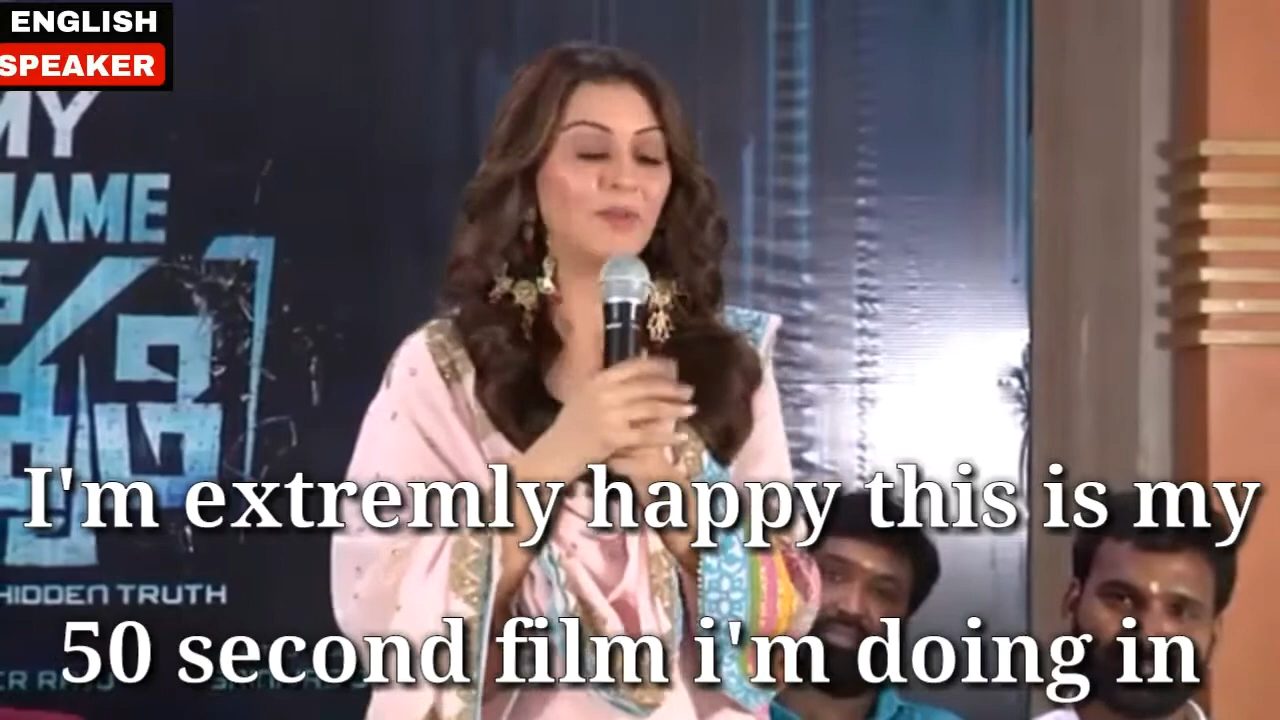 ENGLISH
SPEAKER
MY
NAME
HIDDEN TRUTH
I'm extremly happy this is my
50 second film i'm doing in